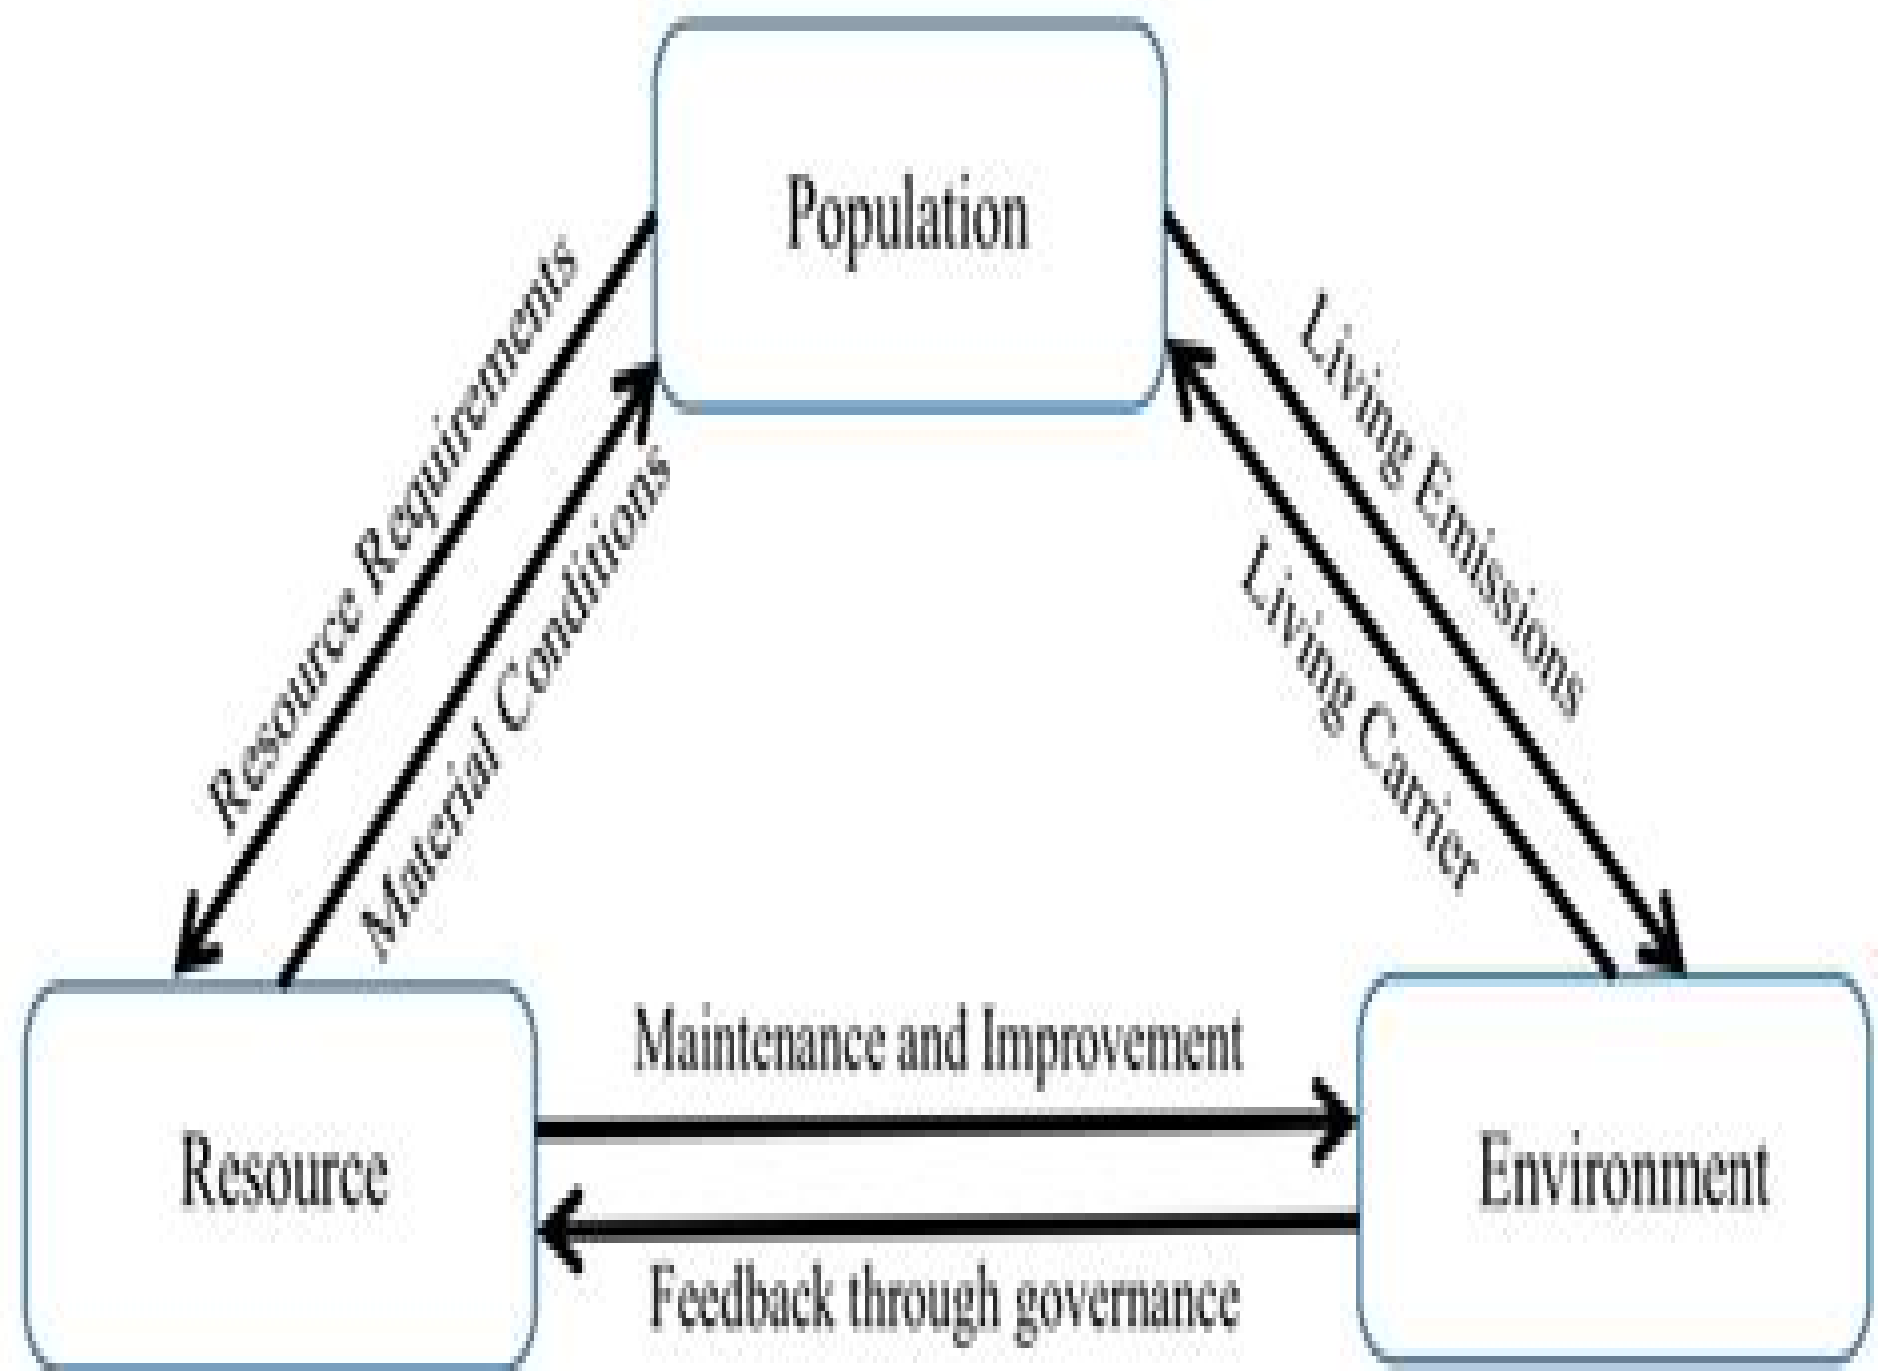 Population
Resource Requirements
Material Conditions
Living Emissions
Living Carrier
Maintenance and Improvement
Resource
Environment
Feedback through governance